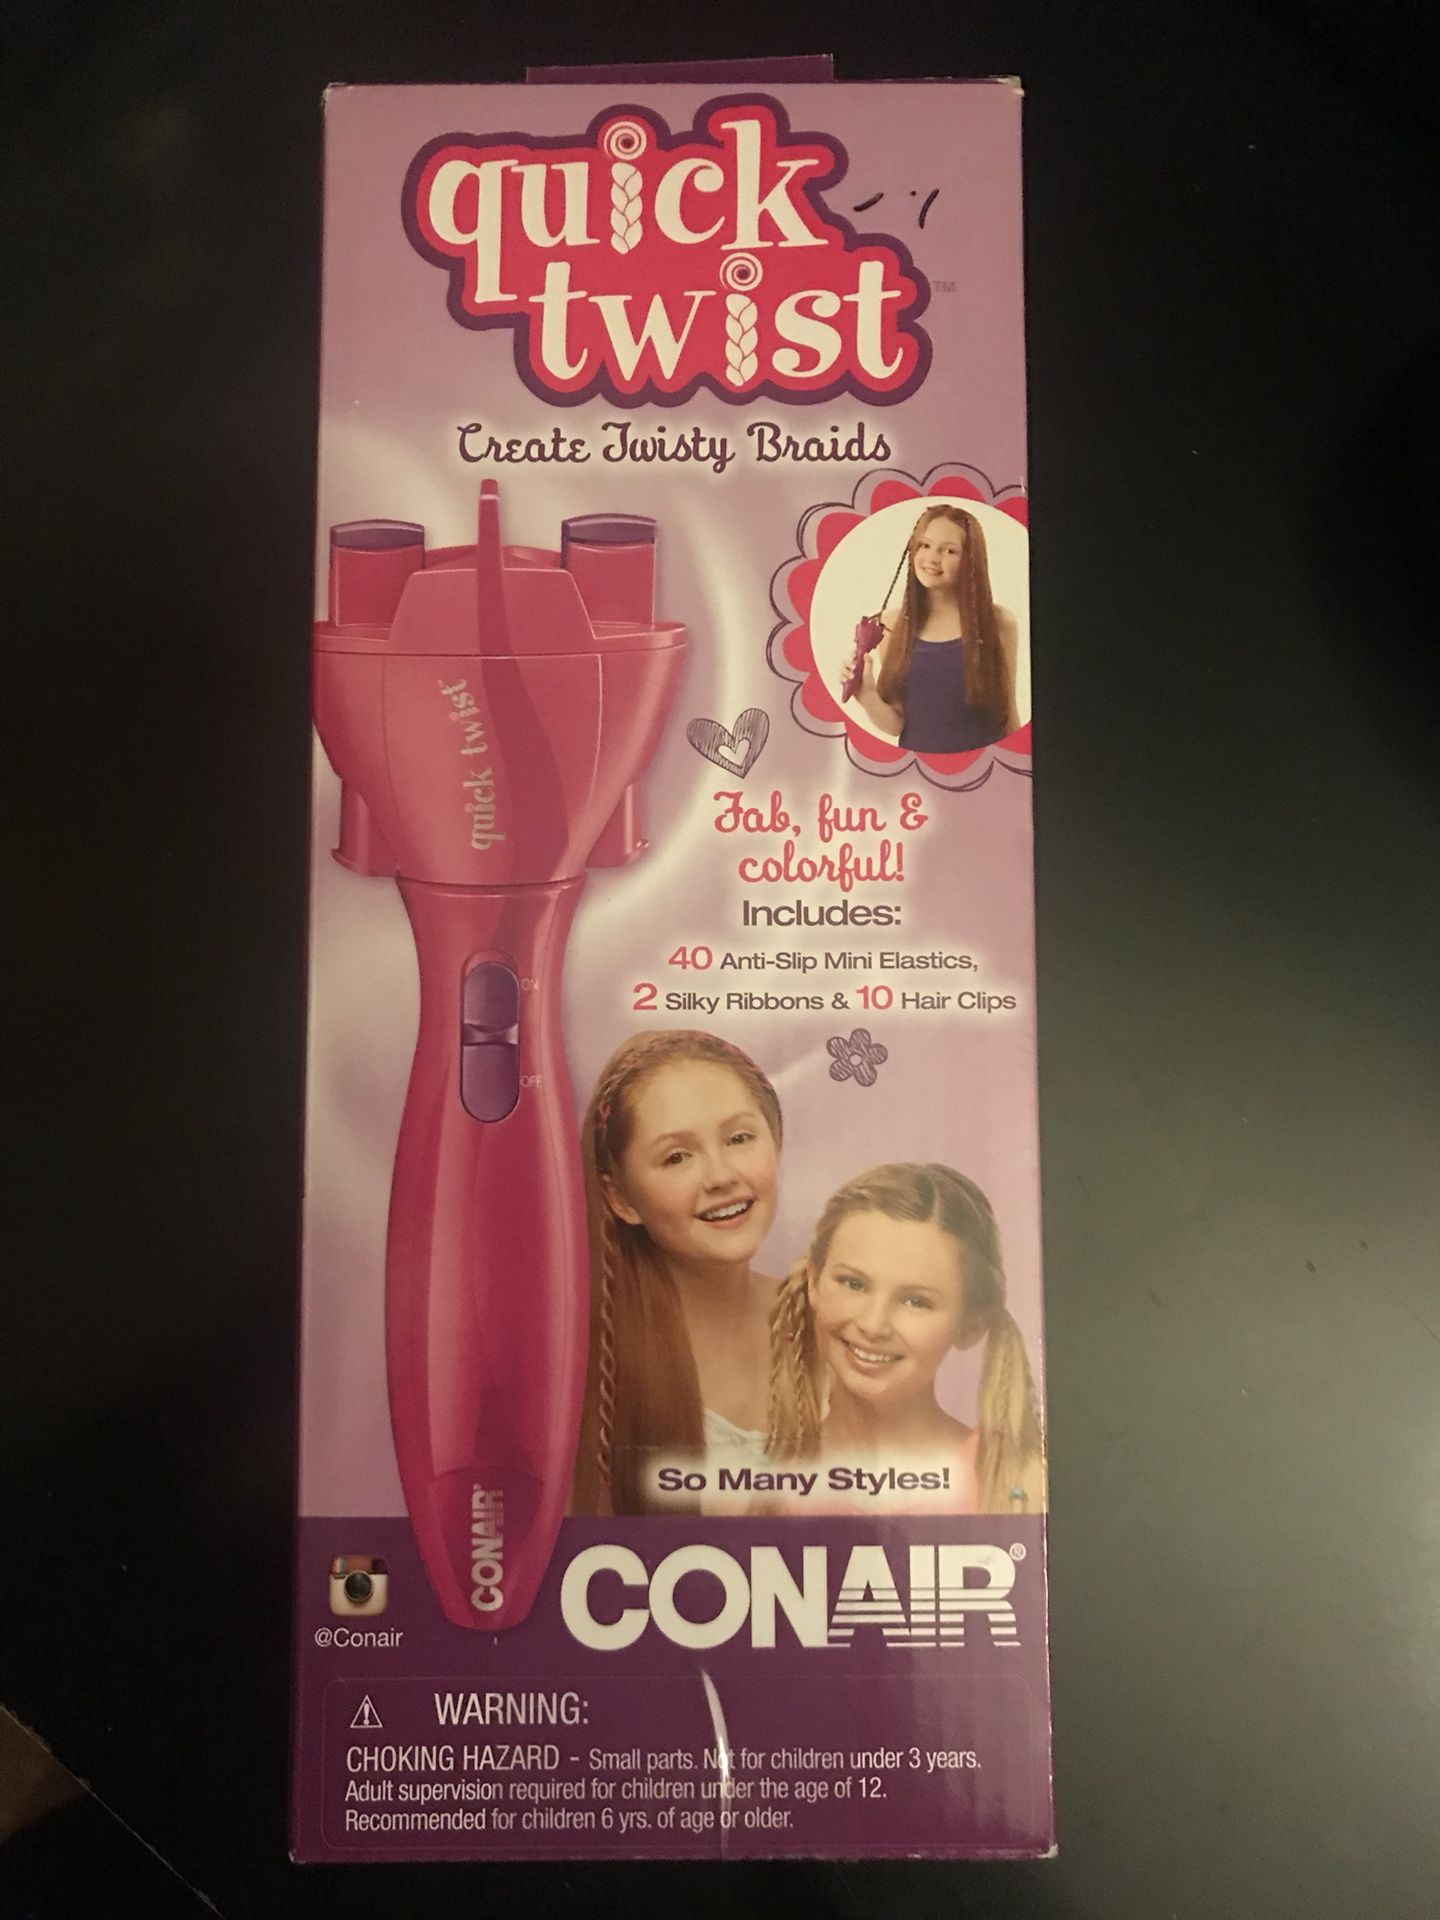 quick
twist
TM
Create Twisty Braids
quick twist
Fab, fun &
colorful!
Includes:
40 Anti-Slip Mini Elastics,
2 Silky Ribbons & 10 Hair Clips
ON
OFF
So Many Styles!
CONAIR
CONAIR®
@Conair
⚠ WARNING:
CHOKING HAZARD - Small parts. Not for children under 3 years.
Adult supervision required for children under the age of 12.
Recommended for children 6 yrs. of age or older.